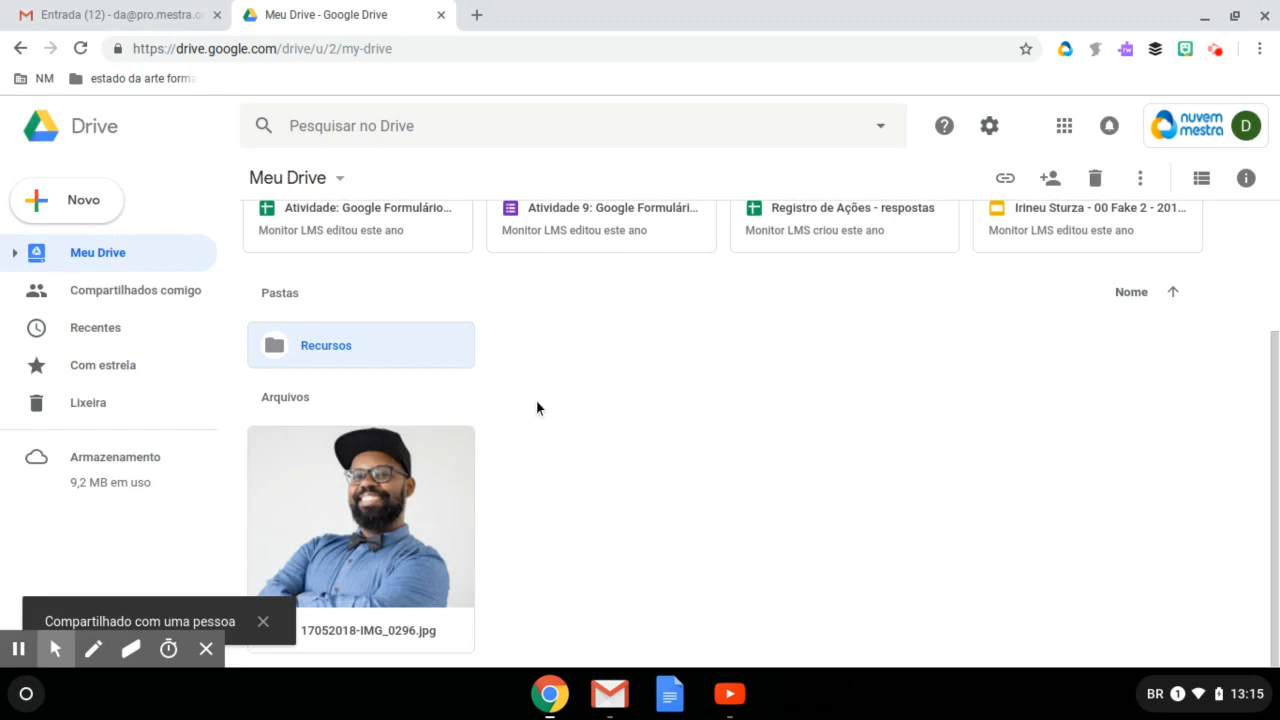 Entrada (12) - da@pro.mestra.or
Meu Drive - Google Drive
https://drive.google.com/drive/u/2/my-drive
NM
estado da arte forma
Drive
Pesquisar no Drive
nuvem
mestra
D
Novo
Meu Drive
Atividade: Google Formulário...
Atividade 9: Google Formulári...
Registro de Ações - respostas
Irineu Sturza - 00 Fake 2 - 201...
Monitor LMS editou este ano
Monitor LMS editou este ano
Monitor LMS criou este ano
Monitor LMS editou este ano
Meu Drive
Compartilhados comigo
Recentes
Com estrela
Lixeira
Armazenamento
9,2 MB em uso
Pastas
Nome
Recursos
Arquivos
17052018-IMG_0296.jpg
Compartilhado com uma pessoa
BR
1
13:15